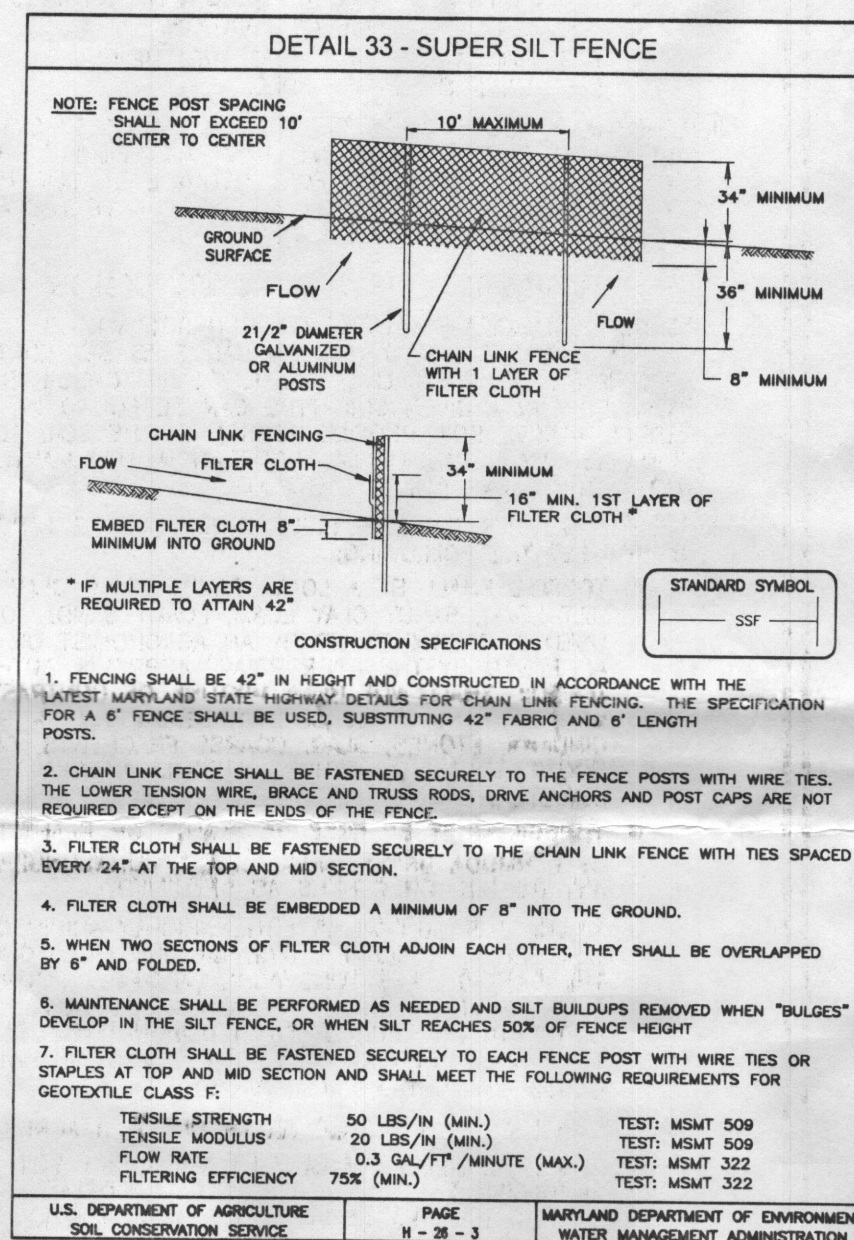 DETAIL 33 - SUPER SILT FENCE
NOTE: FENCE POST SPACING
SHALL NOT EXCEED 10'
CENTER TO CENTER
10' MAXIMUM
34" MINIMUM
GROUND
SURFACE
36" MINIMUM
FLOW
FLOW
21/2" DIAMETER
GALVANIZED
OR ALUMINUM
POSTS
CHAIN LINK FENCE
WITH 1 LAYER OF
FILTER CLOTH
8" MINIMUM
CHAIN LINK FENCING
FLOW
FILTER CLOTH
34" MINIMUM
16" MIN. 1ST LAYER OF
FILTER CLOTH *
EMBED FILTER CLOTH 8"
MINIMUM INTO GROUND
* IF MULTIPLE LAYERS ARE
REQUIRED TO ATTAIN 42"
STANDARD SYMBOL
SSF
CONSTRUCTION SPECIFICATIONS
1. FENCING SHALL BE 42" IN HEIGHT AND CONSTRUCTED IN ACCORDANCE WITH THE
LATEST MARYLAND STATE HIGHWAY DETAILS FOR CHAIN LINK FENCING. THE SPECIFICATION
FOR A 6' FENCE SHALL BE USED, SUBSTITUTING 42" FABRIC AND 6' LENGTH
POSTS.
2. CHAIN LINK FENCE SHALL BE FASTENED SECURELY TO THE FENCE POSTS WITH WIRE TIES.
THE LOWER TENSION WIRE, BRACE AND TRUSS RODS, DRIVE ANCHORS AND POST CAPS ARE NOT
REQUIRED EXCEPT ON THE ENDS OF THE FENCE.
3. FILTER CLOTH SHALL BE FASTENED SECURELY TO THE CHAIN LINK FENCE WITH TIES SPACED
EVERY 24" AT THE TOP AND MID SECTION.
4. FILTER CLOTH SHALL BE EMBEDDED A MINIMUM OF 8" INTO THE GROUND.
5. WHEN TWO SECTIONS OF FILTER CLOTH ADJOIN EACH OTHER, THEY SHALL BE OVERLAPPED
BY 6" AND FOLDED.
6. MAINTENANCE SHALL BE PERFORMED AS NEEDED AND SILT BUILDUPS REMOVED WHEN "BULGES"
DEVELOP IN THE SILT FENCE, OR WHEN SILT REACHES 50% OF FENCE HEIGHT
7. FILTER CLOTH SHALL BE FASTENED SECURELY TO EACH FENCE POST WITH WIRE TIES OR
STAPLES AT TOP AND MID SECTION AND SHALL MEET THE FOLLOWING REQUIREMENTS FOR
GEOTEXTILE CLASS F:
TENSILE STRENGTH 50 LBS/IN (MIN.) TEST: MSMT 509
TENSILE MODULUS 20 LBS/IN (MIN.) TEST: MSMT 509
FLOW RATE 0.3 GAL/FT² /MINUTE (MAX.) TEST: MSMT 322
FILTERING EFFICIENCY 75% (MIN.) TEST: MSMT 322
U.S. DEPARTMENT OF AGRICULTURE
SOIL CONSERVATION SERVICE
PAGE
H - 26 - 3
MARYLAND DEPARTMENT OF ENVIRONMEN
WATER MANAGEMENT ADMINISTRATION